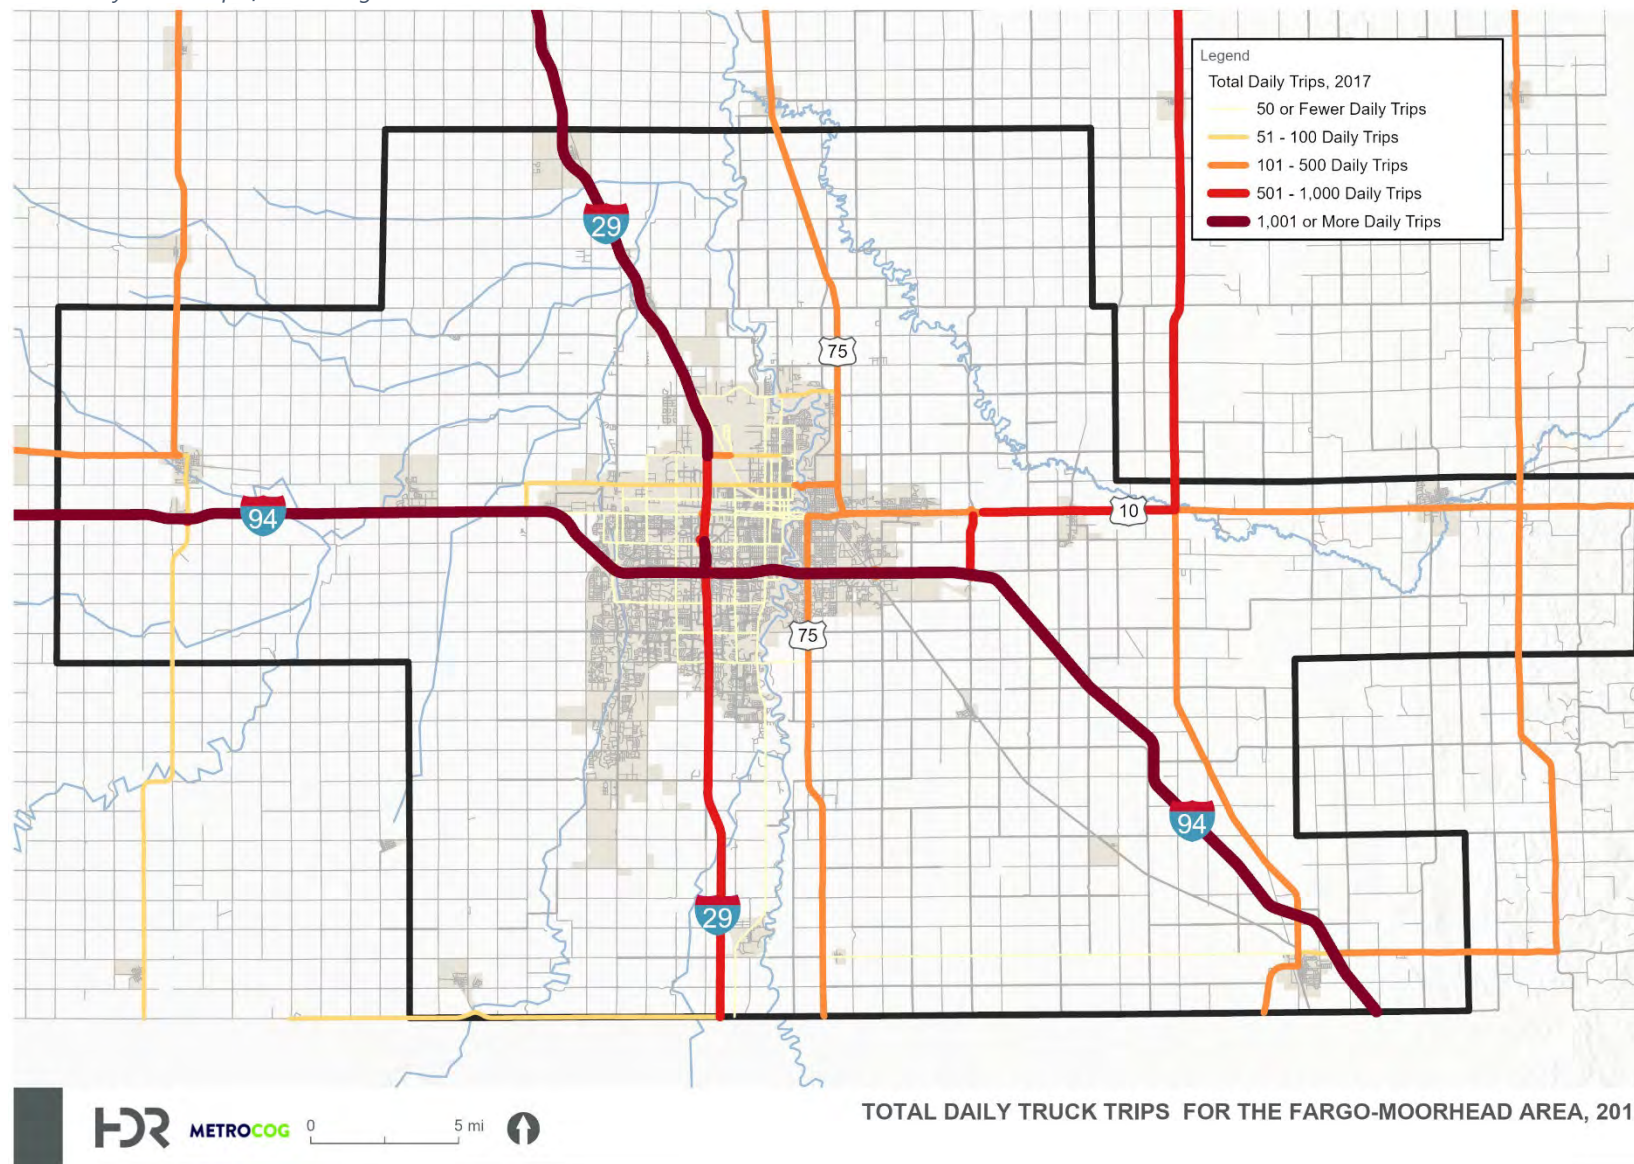 Legend
Total Daily Trips, 2017
50 or Fewer Daily Trips
51 - 100 Daily Trips
101 - 500 Daily Trips
501 - 1,000 Daily Trips
1,001 or More Daily Trips
29
75
94
10
75
94
29
HDR METROCOG 0 5 mi
TOTAL DAILY TRUCK TRIPS FOR THE FARGO-MOORHEAD AREA, 201